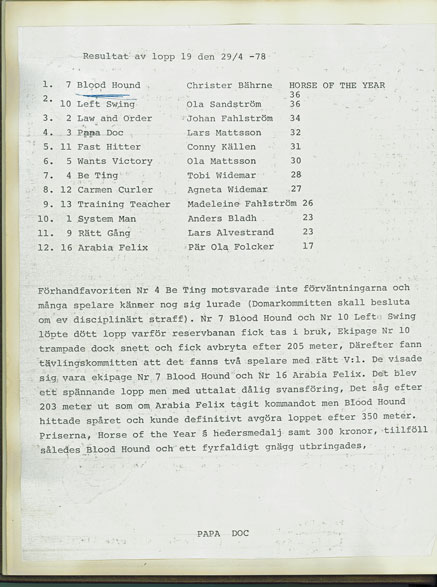 Resultat av lopp 19 den 29/4 -78
1. 7 Blood Hound Christer Bährne HORSE OF THE YEAR
36
2. 10 Left Swing Ola Sandström 36
3. 2 Law and Order Johan Fahlström 34
4. 3 Papa Doc Lars Mattsson 32
5. 11 Fast Hitter Conny Källen 31
6. 5 Wants Victory Ola Mattsson 30
7. 4 Be Ting Tobi Widemar 28
8. 12 Carmen Curler Agneta Widemar 27
9. 13 Training Teacher Madeleine Fahlström 26
10. 1 System Man Anders Bladh 23
11. 9 Rätt Gång Lars Alvestrand 23
12. 16 Arabia Felix Pär Ola Folcker 17
Förhandfavoriten Nr 4 Be Ting motsvarade inte förväntningarna och
många spelare känner nog sig lurade (Domarkommitten skall besluta
om ev disciplinärt straff). Nr 7 Blood Hound och Nr 10 Left Swing
löpte dött lopp varför reservbanan fick tas i bruk, Ekipage Nr 10
trampade dock snett och fick avbryta efter 205 meter, Därefter fann
tävlingskommitten att det fanns två spelare med rätt V:1. De visade
sig vara ekipage Nr 7 Blood Hound och Nr 16 Arabia Felix. Det blev
ett spännande lopp men med uttalat dålig svansföring, Det såg efter
203 meter ut som om Arabia Felix tagit kommandot men Blood Hound
hittade spåret och kunde definitivt avgöra loppet efter 350 meter.
Priserna, Horse of the Year § hedersmedalj samt 300 kronor, tillföll
således Blood Hound och ett fyrfaldigt gnägg utbringades,
PAPA DOC